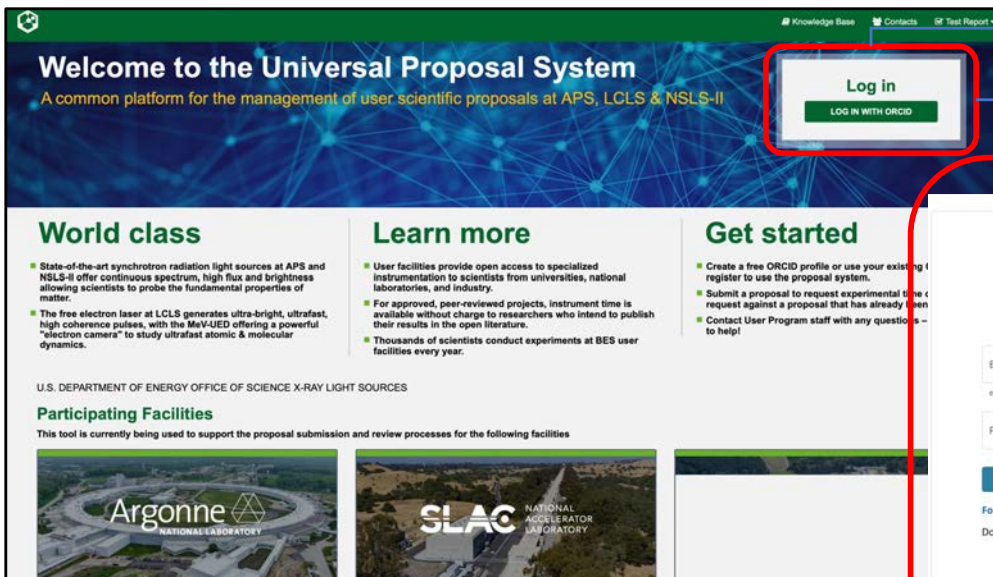 Knowledge Base Contacts Test Report
Welcome to the Universal Proposal System
A common platform for the management of user scientific proposals at APS, LCLS & NSLS-II
Log in
LOG IN WITH ORCID
World class
State-of-the-art synchrotron radiation light sources at APS and
NSLS-II offer continuous spectrum, high flux and brightness
allowing scientists to probe the fundamental properties of
matter.
The free electron laser at LCLS generates ultra-bright, ultrafast,
high coherence pulses, with the MeV-UED offering a powerful
"electron camera" to study ultrafast atomic & molecular
dynamics.
Learn more
User facilities provide open access to specialized
instrumentation to scientists from universities, national
laboratories, and industry.
For approved, peer-reviewed projects, instrument time is
available without charge to researchers who intend to publish
their results in the open literature.
Thousands of scientists conduct experiments at BES user
facilities every year.
Get started
Create a free ORCID profile or use your existing
register to use the proposal system.
Submit a proposal to request experimental time
request against a proposal that has already been
Contact User Program staff with any questions –
to help!
U.S. DEPARTMENT OF ENERGY OFFICE OF SCIENCE X-RAY LIGHT SOURCES
Participating Facilities
This tool is currently being used to support the proposal submission and review processes for the following facilities
Argonne
NATIONAL LABORATORY
SLAC NATIONAL
ACCELERATOR
LABORATORY